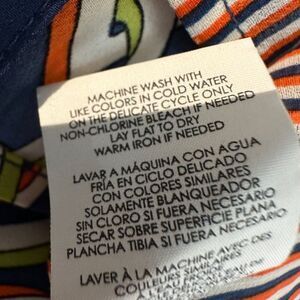 MACHINE WASH WITH
LIKE COLORS IN COLD WATER
ON THE DELICATE CYCLE ONLY
NON-CHLORINE BLEACH IF NEEDED
LAY FLAT TO DRY
WARM IRON IF NEEDED
LAVAR A MÁQUINA CON AGUA
FRÍA EN CICLO DELICADO
CON COLORES SIMILARES
SOLAMENTE BLANQUEADOR
SIN CLORO SI FUERA NECESARIO
SECAR SOBRE SUPERFICIE PLANA
PLANCHA TIBIA SI FUERA NECESARIO
LAVER À LA MACHINE AVEC DES
COULEURS SIMILAIRES